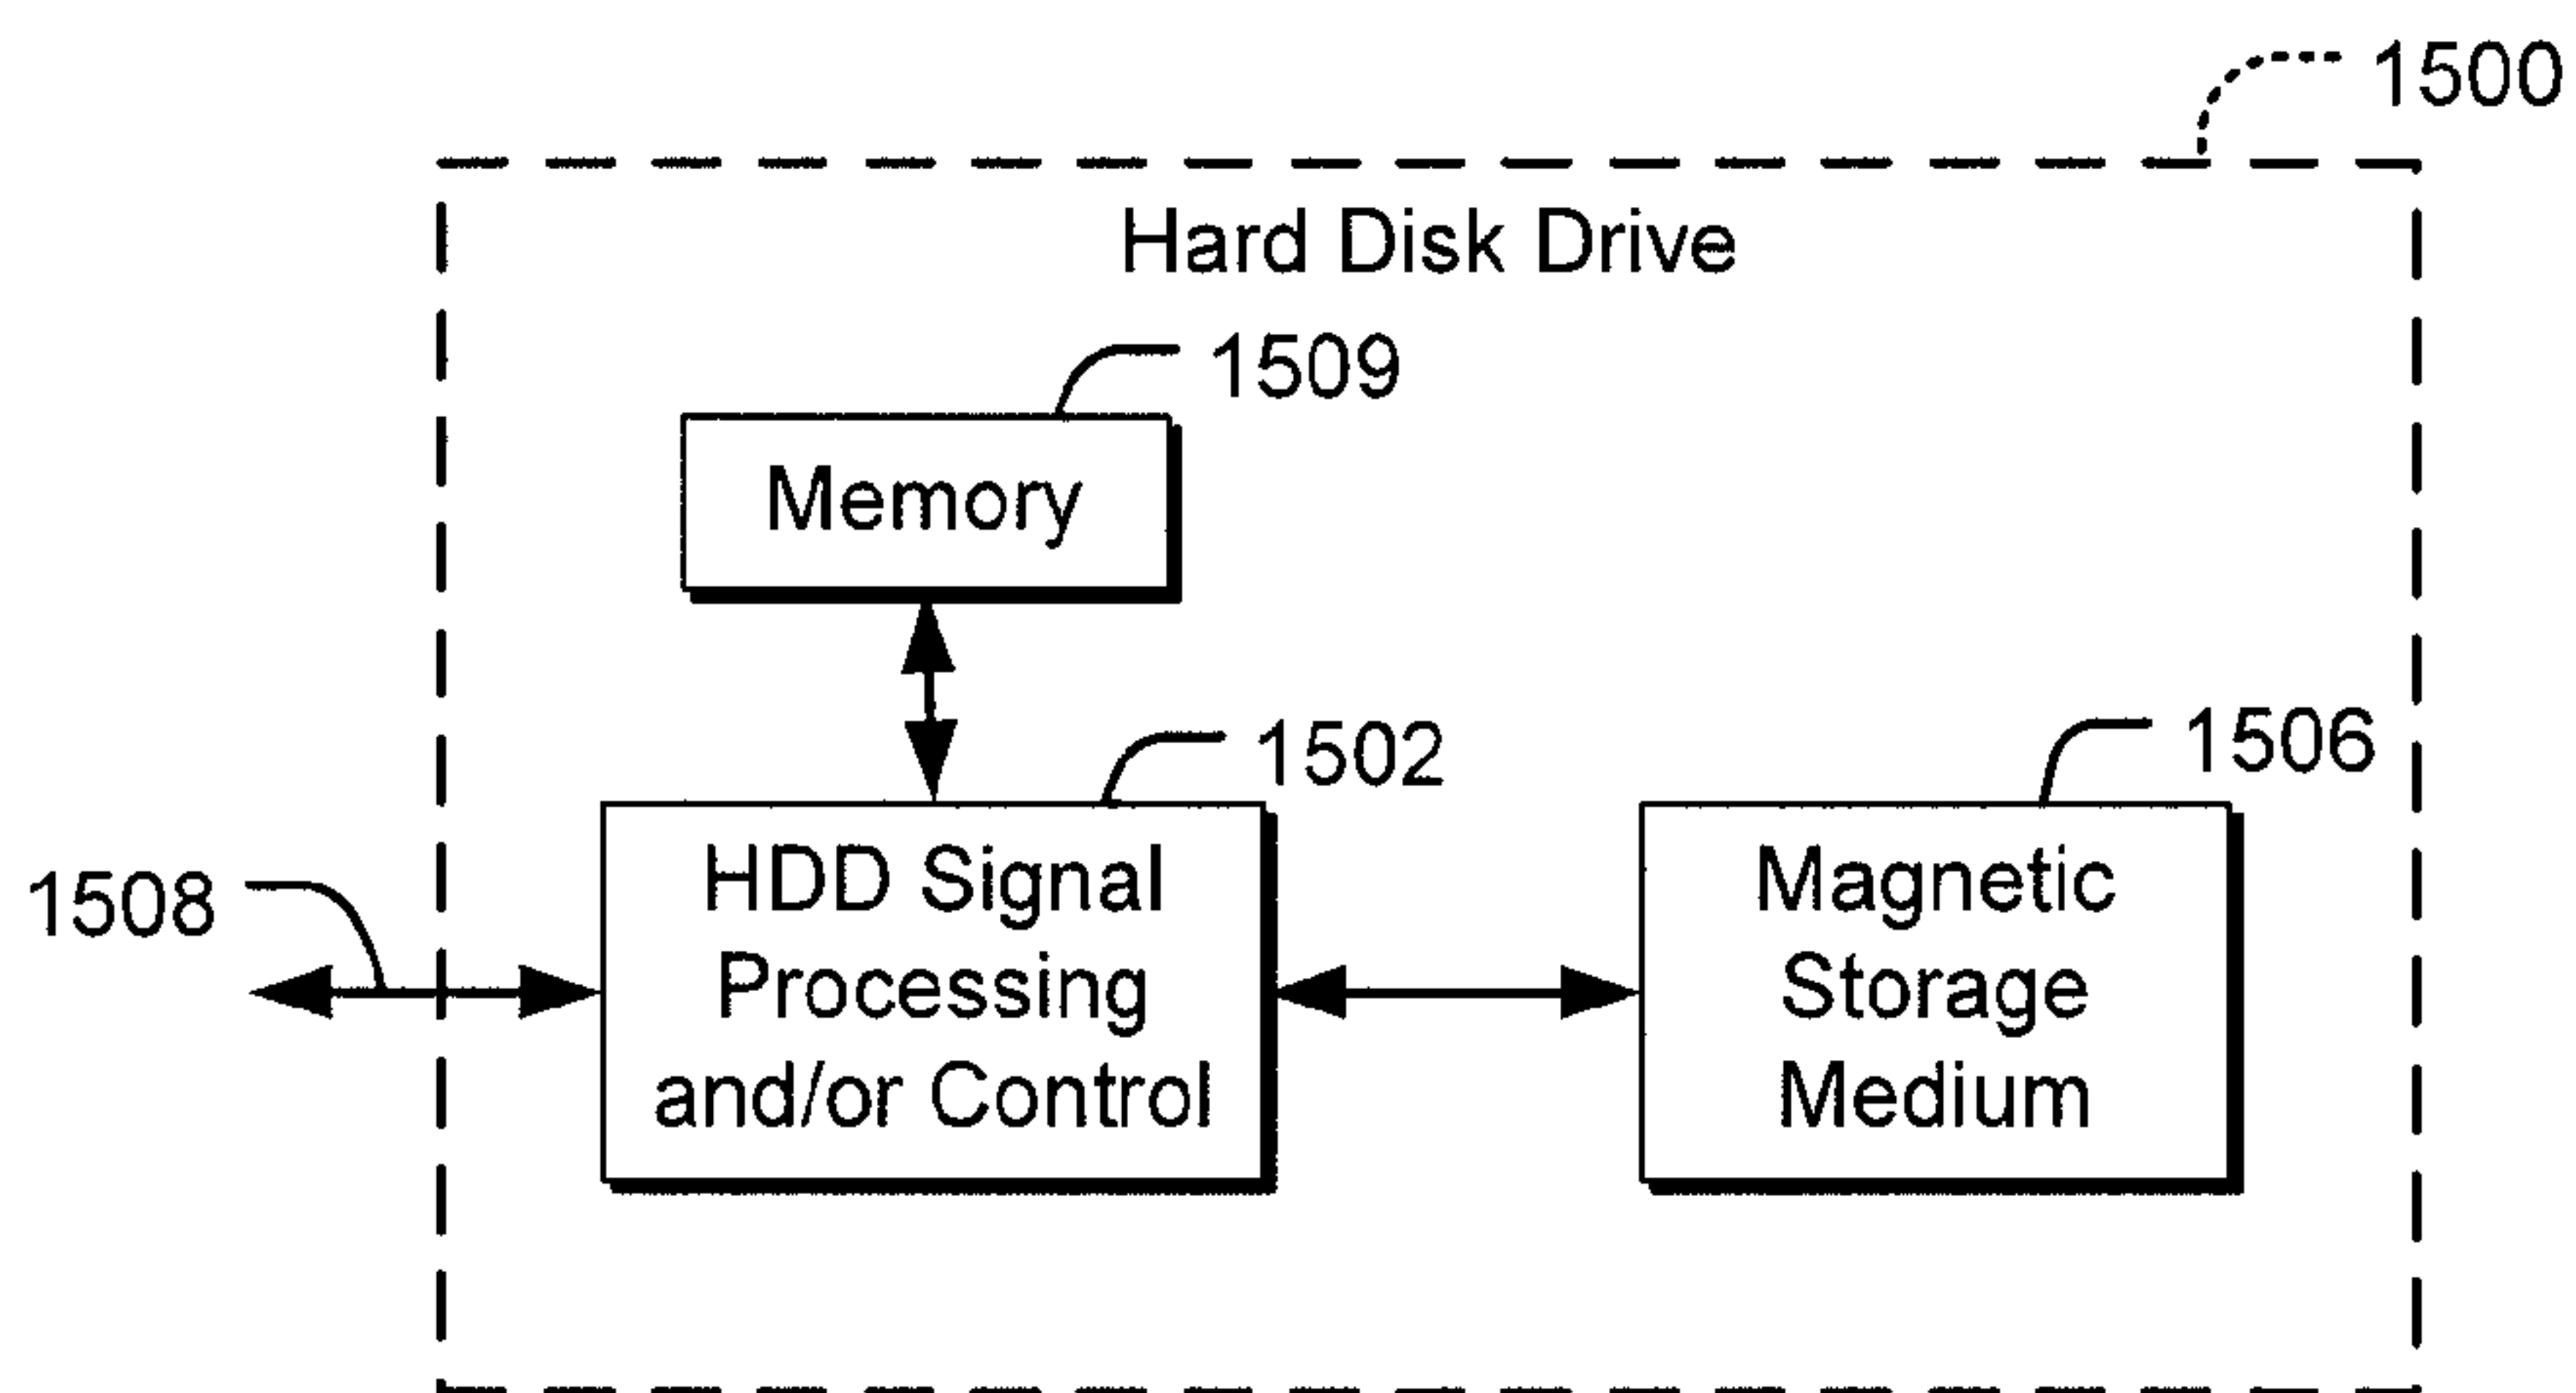 1500
Hard Disk Drive
1509
Memory
1502
1506
1508
HDD Signal
Processing
and/or Control
Magnetic
Storage
Medium